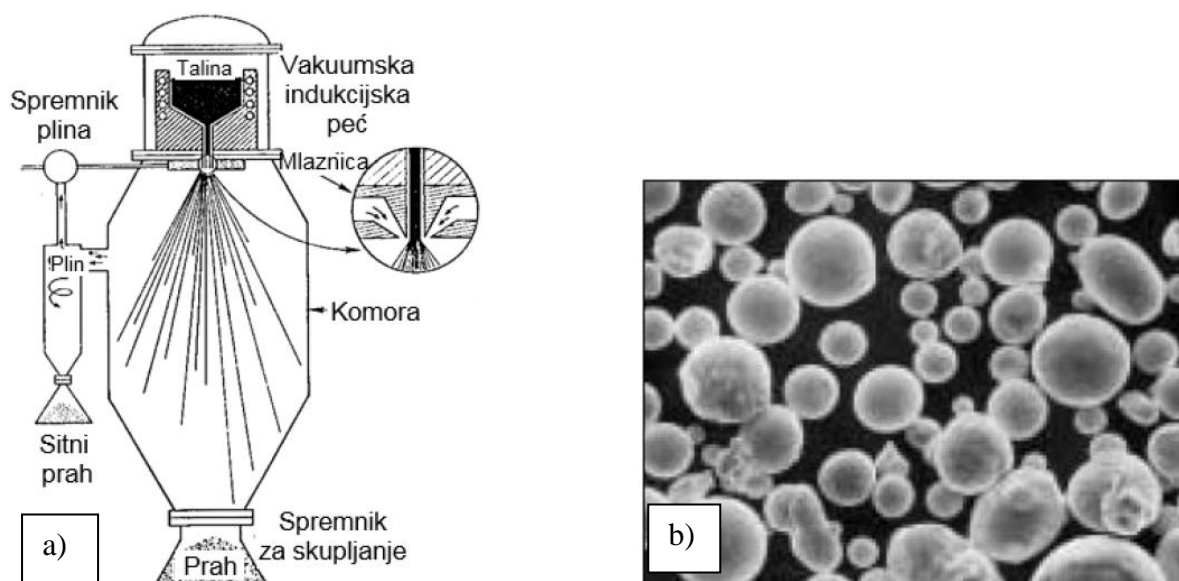 Talina
Vakuumska
indukcijska
peć
Spremnik
plina
Mlaznica
Plin
Komora
Sitni
prah
Spremnik
za skupljanje
Prah
a)
b)